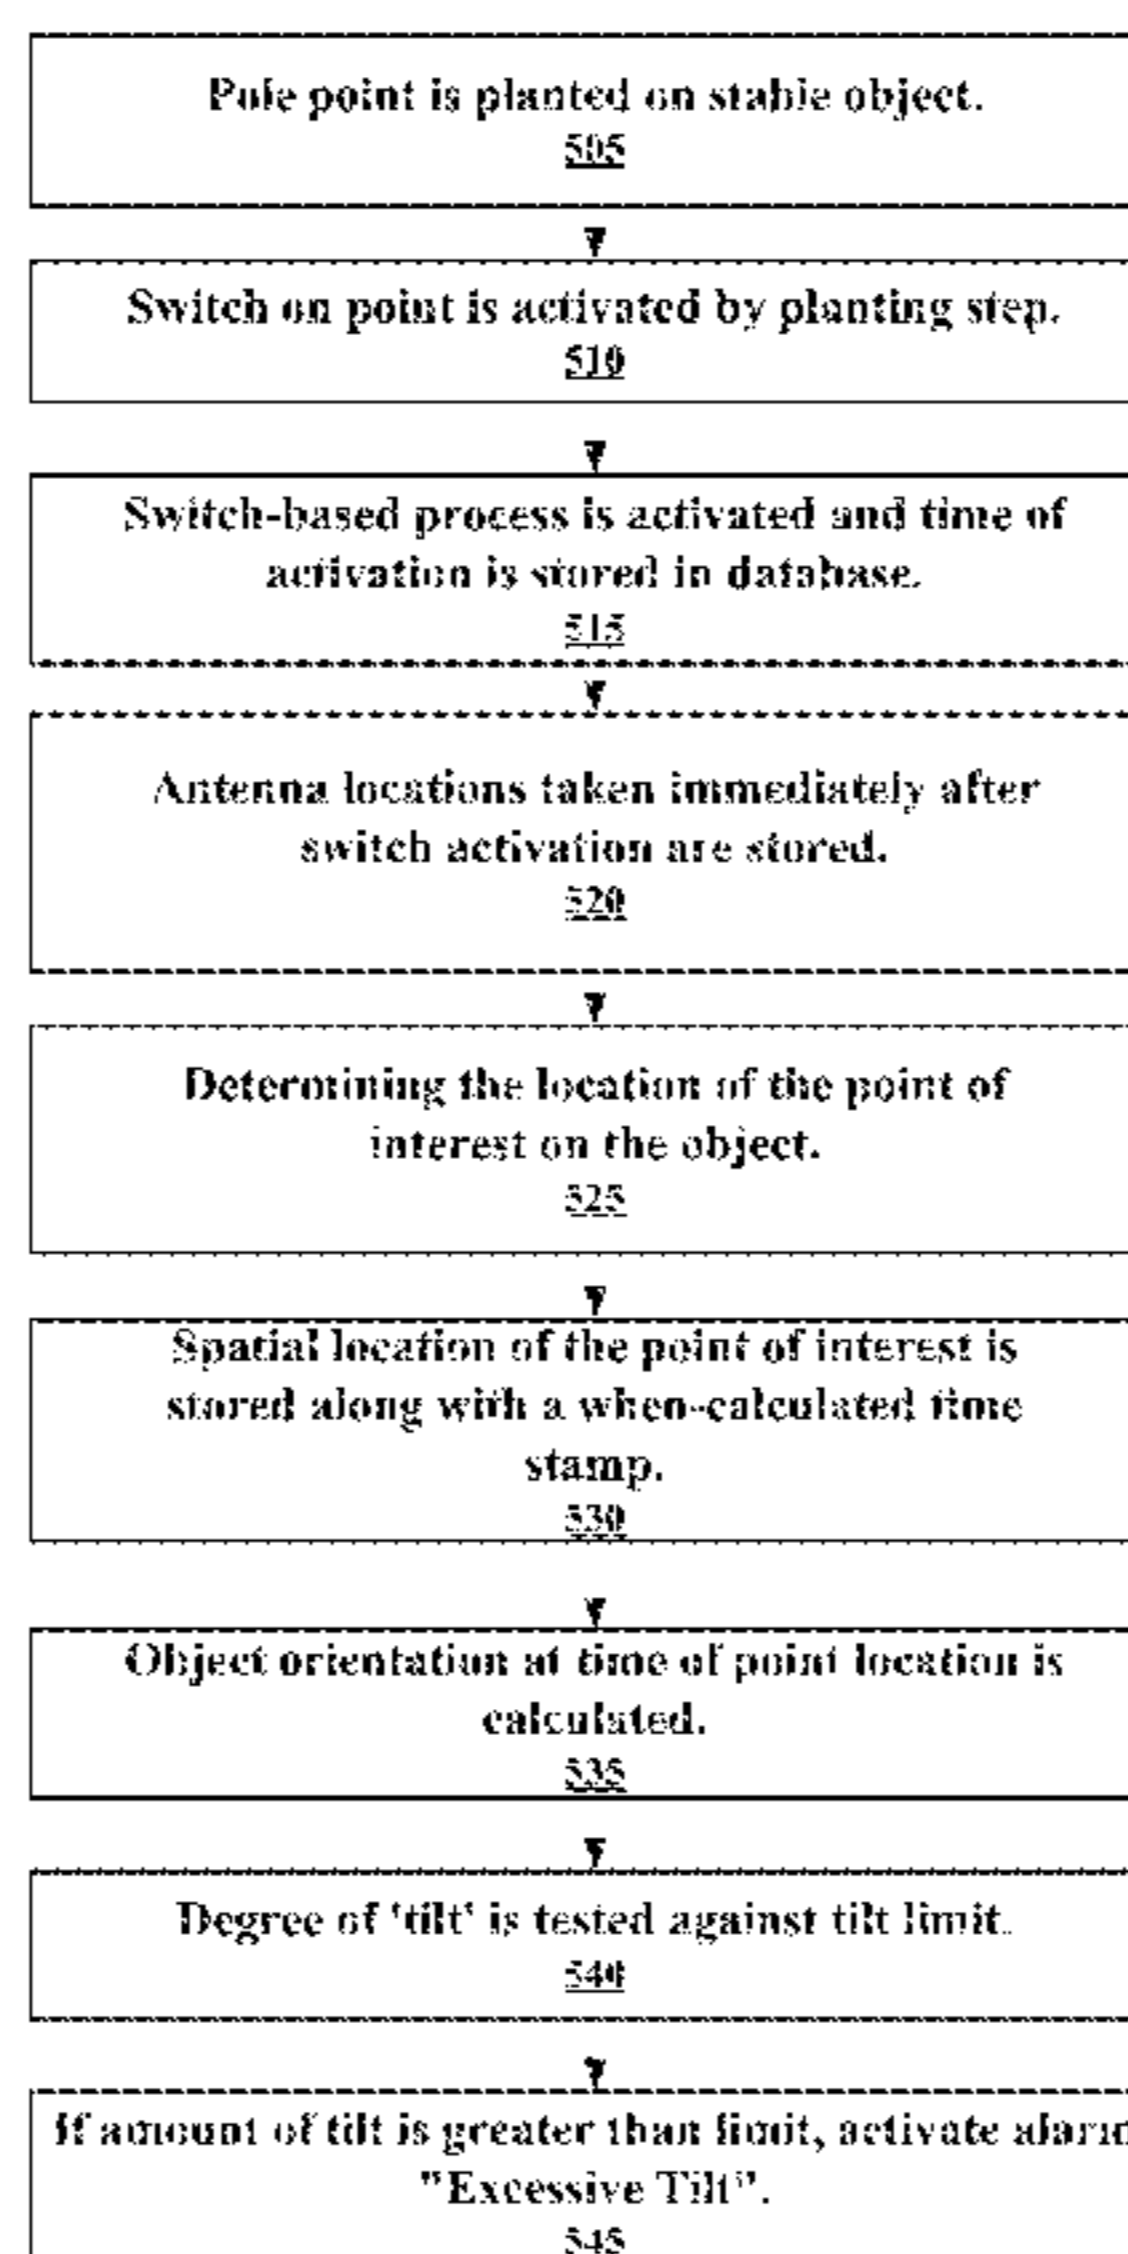 Pole point is planted on stable object.
505
Switch on point is activated by planting step.
510
Switch-based process is activated and time of
activation is stored in database.
515
Antenna locations taken immediately after
switch activation are stored.
520
Determining the location of the point of
interest on the object.
525
Spatial location of the point of interest is
stored along with a when-calculated time
stamp.
530
Object orientation at time of point location is
calculated.
535
Degree of 'tilt' is tested against tilt limit.
540
If amount of tilt is greater than limit, activate alarm
"Excessive Tilt".
545